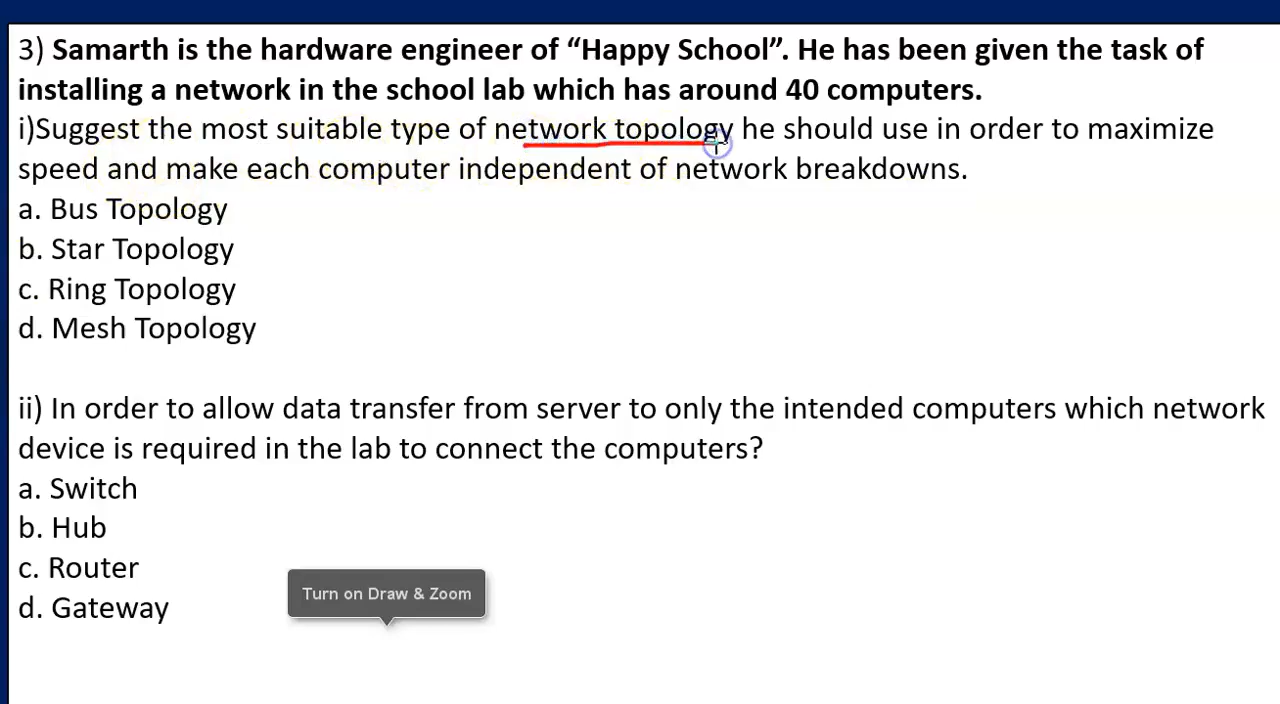 3) Samarth is the hardware engineer of “Happy School”. He has been given the task of
installing a network in the school lab which has around 40 computers.
i)Suggest the most suitable type of network topology he should use in order to maximize
speed and make each computer independent of network breakdowns.
a. Bus Topology
b. Star Topology
c. Ring Topology
d. Mesh Topology
ii) In order to allow data transfer from server to only the intended computers which network
device is required in the lab to connect the computers?
a. Switch
b. Hub
c. Router
d. Gateway
Turn on Draw & Zoom